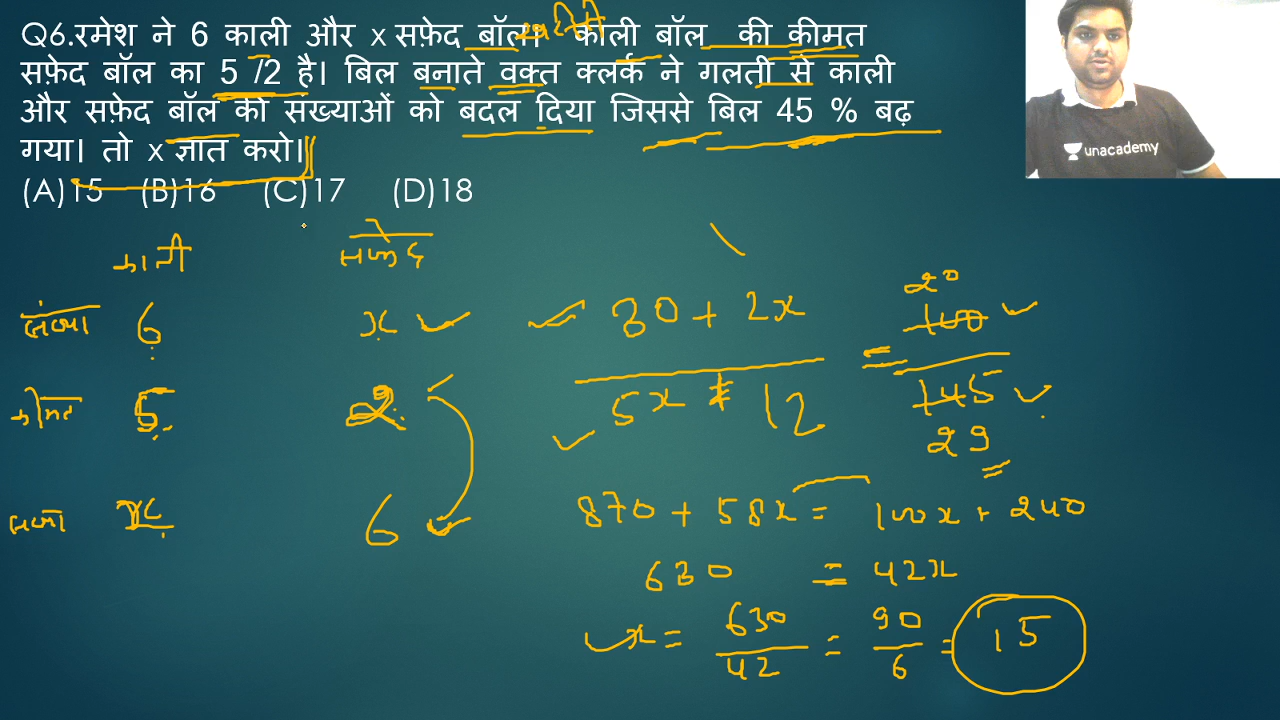 Q6.रमेश ने 6 काली और x सफ़ेद बॉल। खरीदी काली बॉल की कीमत
सफ़ेद बॉल का 5 /2 है। बिल बनाते वक्त क्लर्क ने गलती से काली
और सफ़ेद बॉल की संख्याओं को बदल दिया जिससे बिल 45 % बढ़
गया। तो x ज्ञात करो।
(A)15 (B)16 (C)17 (D)18
unacademy
काली सफेद
संख्या 6 x
कीमत 5 2
x 6
30 + 2x
5x + 12
=
20
100
145
29
870 + 58x = 100x + 240
630 = 42x
x = 630/42 = 90/6 = 15